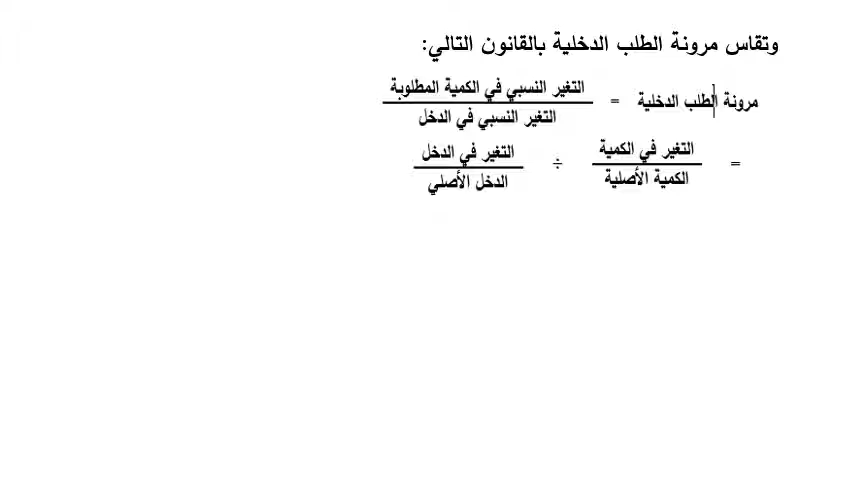 وتقاس مرونة الطلب الدخلية بالقانون التالي:
مرونة الطلب الدخلية = التغير النسبي في الكمية المطلوبة
التغير النسبي في الدخل
= التغير في الكمية ÷ التغير في الدخل
الكمية الأصلية الدخل الأصلي